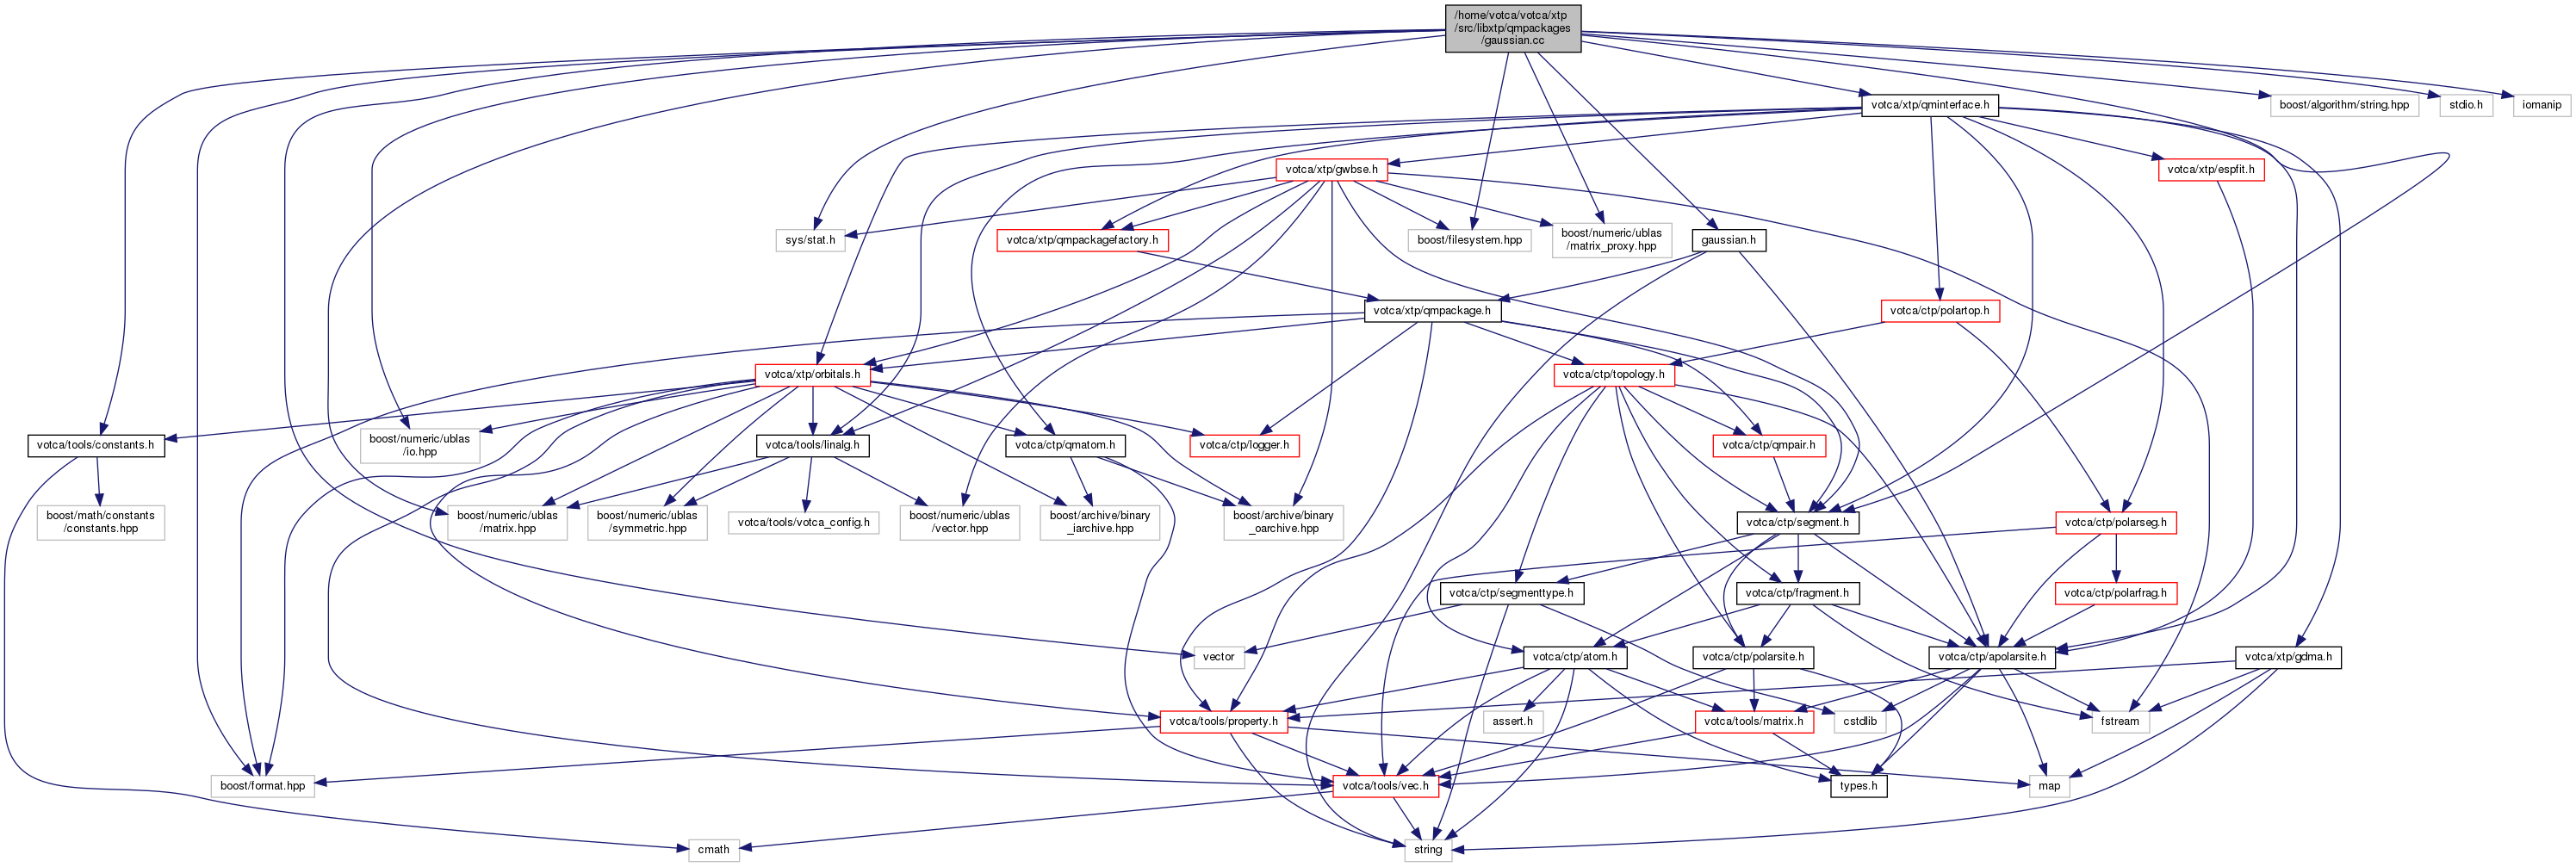 /home/votca/votca/xtp
/src/libxtp/qmpackages
/gaussian.cc
votca/xtp/qminterface.h
boost/algorithm/string.hpp
stdio.h
iomanip
votca/xtp/gwbse.h
votca/xtp/espfit.h
sys/stat.h
votca/xtp/qmpackagefactory.h
boost/filesystem.hpp
boost/numeric/ublas
/matrix_proxy.hpp
gaussian.h
votca/xtp/qmpackage.h
votca/ctp/polartop.h
votca/xtp/orbitals.h
votca/ctp/topology.h
votca/tools/constants.h
boost/numeric/ublas
/io.hpp
votca/tools/linalg.h
votca/ctp/qmatom.h
votca/ctp/logger.h
votca/ctp/qmpair.h
boost/math/constants
/constants.hpp
boost/numeric/ublas
/matrix.hpp
boost/numeric/ublas
/symmetric.hpp
votca/tools/votca_config.h
boost/numeric/ublas
/vector.hpp
boost/archive/binary
_iarchive.hpp
boost/archive/binary
_oarchive.hpp
votca/ctp/segment.h
votca/ctp/polarseg.h
votca/ctp/segmenttype.h
votca/ctp/fragment.h
votca/ctp/polarfrag.h
vector
votca/ctp/atom.h
votca/ctp/polarsite.h
votca/ctp/apolarsite.h
votca/xtp/gdma.h
votca/tools/property.h
assert.h
cstdlib
votca/tools/matrix.h
fstream
boost/format.hpp
votca/tools/vec.h
types.h
map
cmath
string